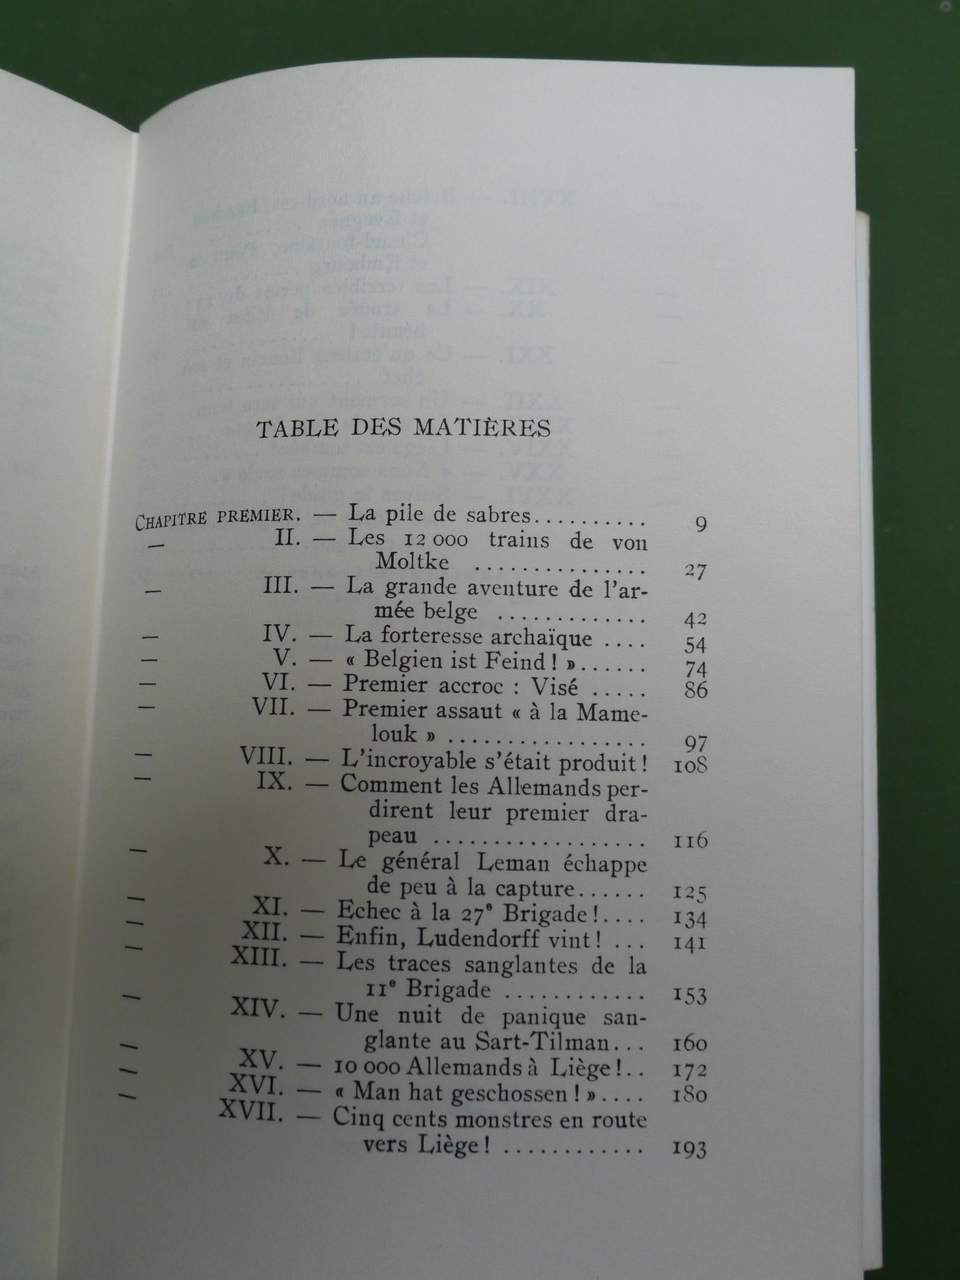 TABLE DES MATIÈRES
CHAPITRE PREMIER. — La pile de sabres.......... 9
— II. — Les 12 000 trains de von
Moltke ............... 27
— III. — La grande aventure de l'ar-
mée belge ............. 42
— IV. — La forteresse archaïque .... 54
— V. — « Belgien ist Feind ! »...... 74
— VI. — Premier accroc : Visé ..... 86
— VII. — Premier assaut « à la Mame-
louk » ................. 97
— VIII. — L'incroyable s'était produit ! 108
— IX. — Comment les Allemands per-
dirent leur premier dra-
peau .................. 116
— X. — Le général Leman échappe
de peu à la capture...... 125
— XI. — Echec à la 27e Brigade !.... 134
— XII. — Enfin, Ludendorff vint ! ... 141
— XIII. — Les traces sanglantes de la
11e Brigade ............ 153
— XIV. — Une nuit de panique san-
glante au Sart-Tilman... 160
— XV. — 10 000 Allemands à Liège !.. 172
— XVI. — « Man hat geschossen ! ».... 180
— XVII. — Cinq cents monstres en route
vers Liège ! ............ 193